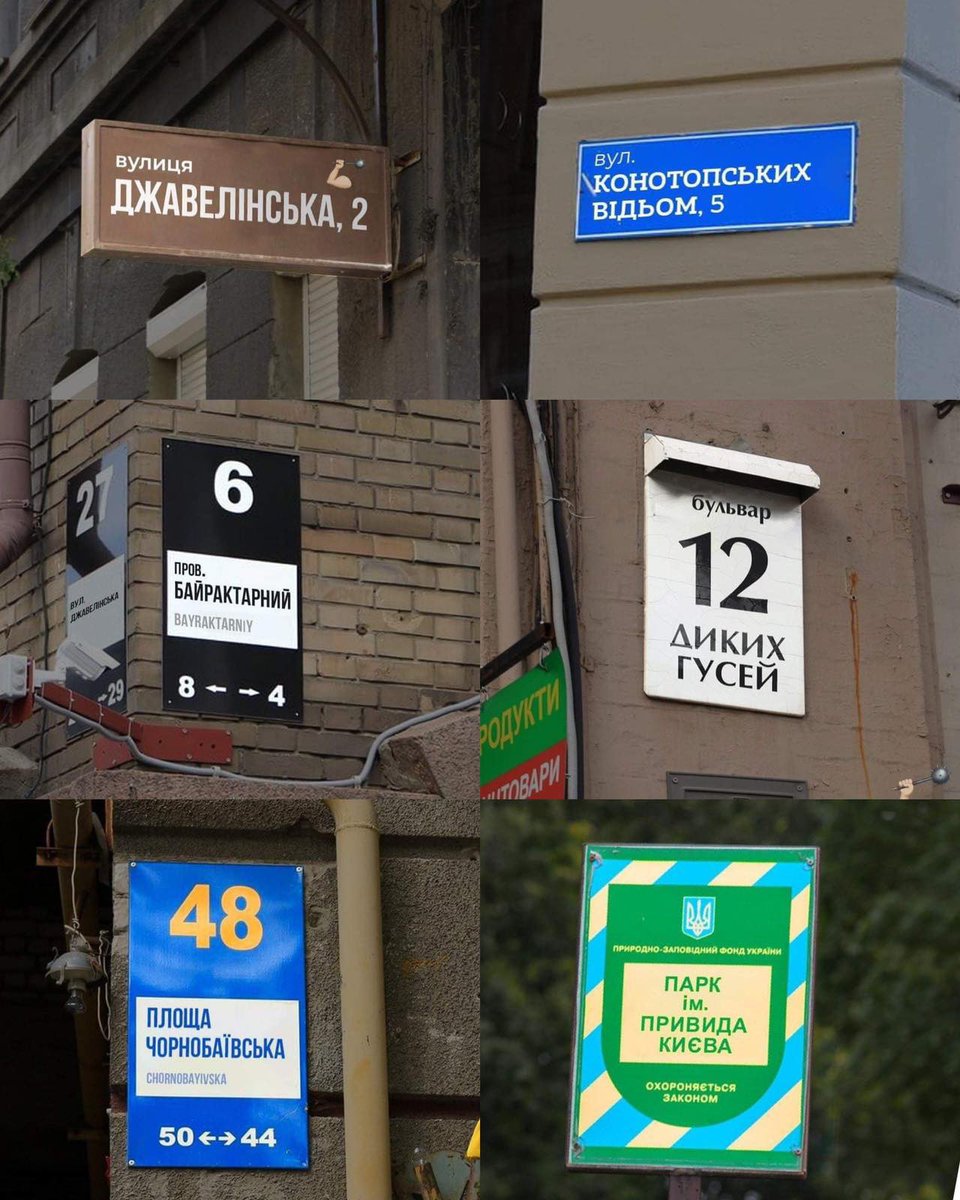 вулиця
ДЖАВЕЛІНСЬКА, 2
вул.
КОНОТОПСЬКИХ
ВІДЬОМ, 5
27
ВУЛ.
ДЖАВЕЛІНСЬКА
→29
6
ПРОВ.
БАЙРАКТАРНИЙ
BAYRAKTARNIY
8 ← → 4
бульвар
12
ДИКИХ
ГУСЕЙ
РОДУКТИ
ТОВАРИ
48
ПЛОЩА
ЧОРНОБАЇВСЬКА
CHORNOBAYIVSKA
50 ←→ 44
ПРИРОДНО-ЗАПОВІДНИЙ ФОНД УКРАЇНИ
ПАРК
ім.
ПРИВИДА
КИЄВА
ОХОРОНЯЄТЬСЯ
ЗАКОНОМ